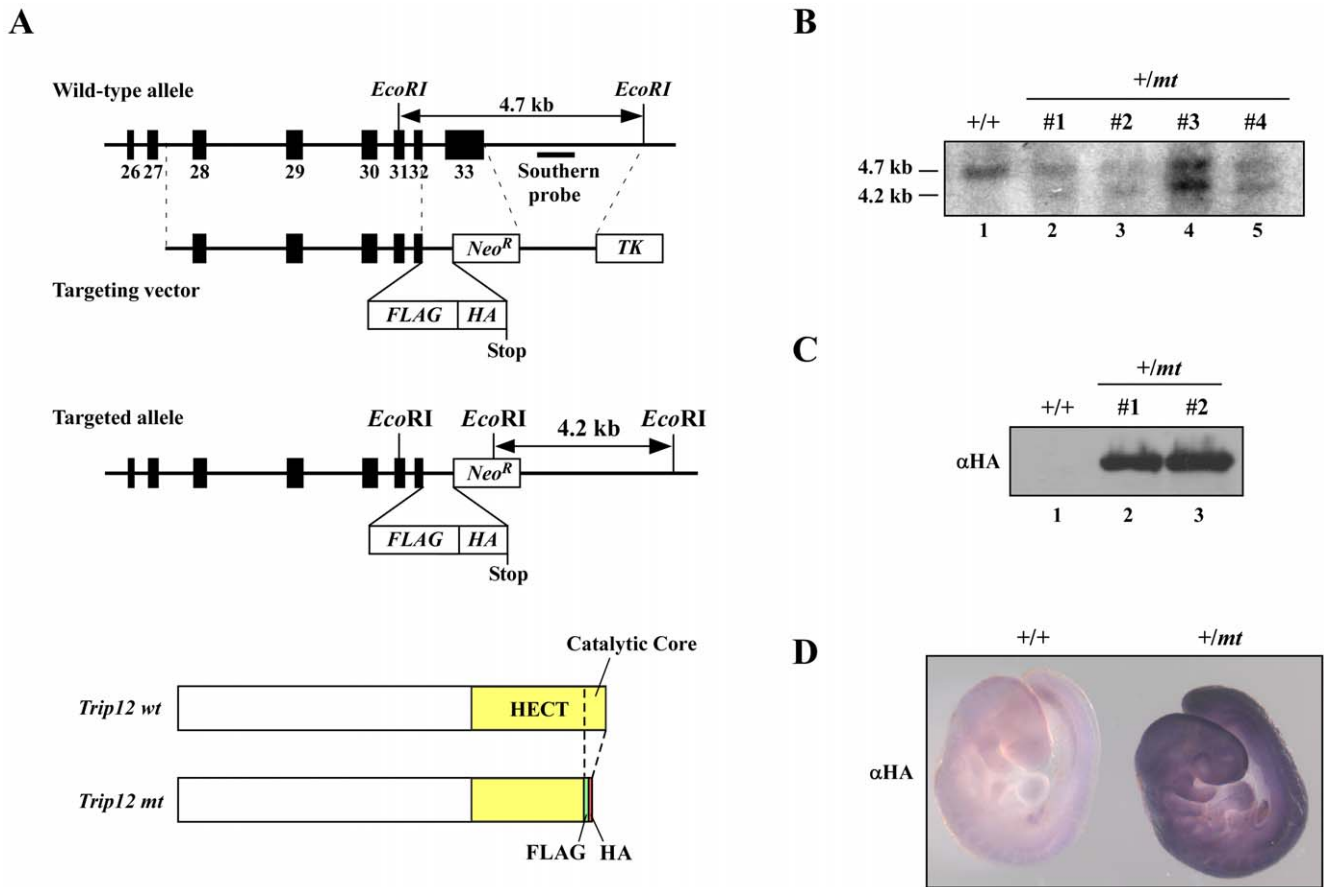 A
Wild-type allele
EcoRI
EcoRI
4.7 kb
26 27 28 29 30 31 32 33
Southern
probe
Neo^R
TK
Targeting vector
FLAG HA
Stop
Targeted allele
EcoRI
EcoRI
EcoRI
4.2 kb
Neo^R
FLAG HA
Stop
Catalytic Core
Trip12 wt
HECT
Trip12 mt
FLAG HA
B
+/mt
+/+ #1 #2 #3 #4
4.7 kb
4.2 kb
1 2 3 4 5
C
+/mt
+/+ #1 #2
αHA
1 2 3
D
+/+ +/mt
αHA